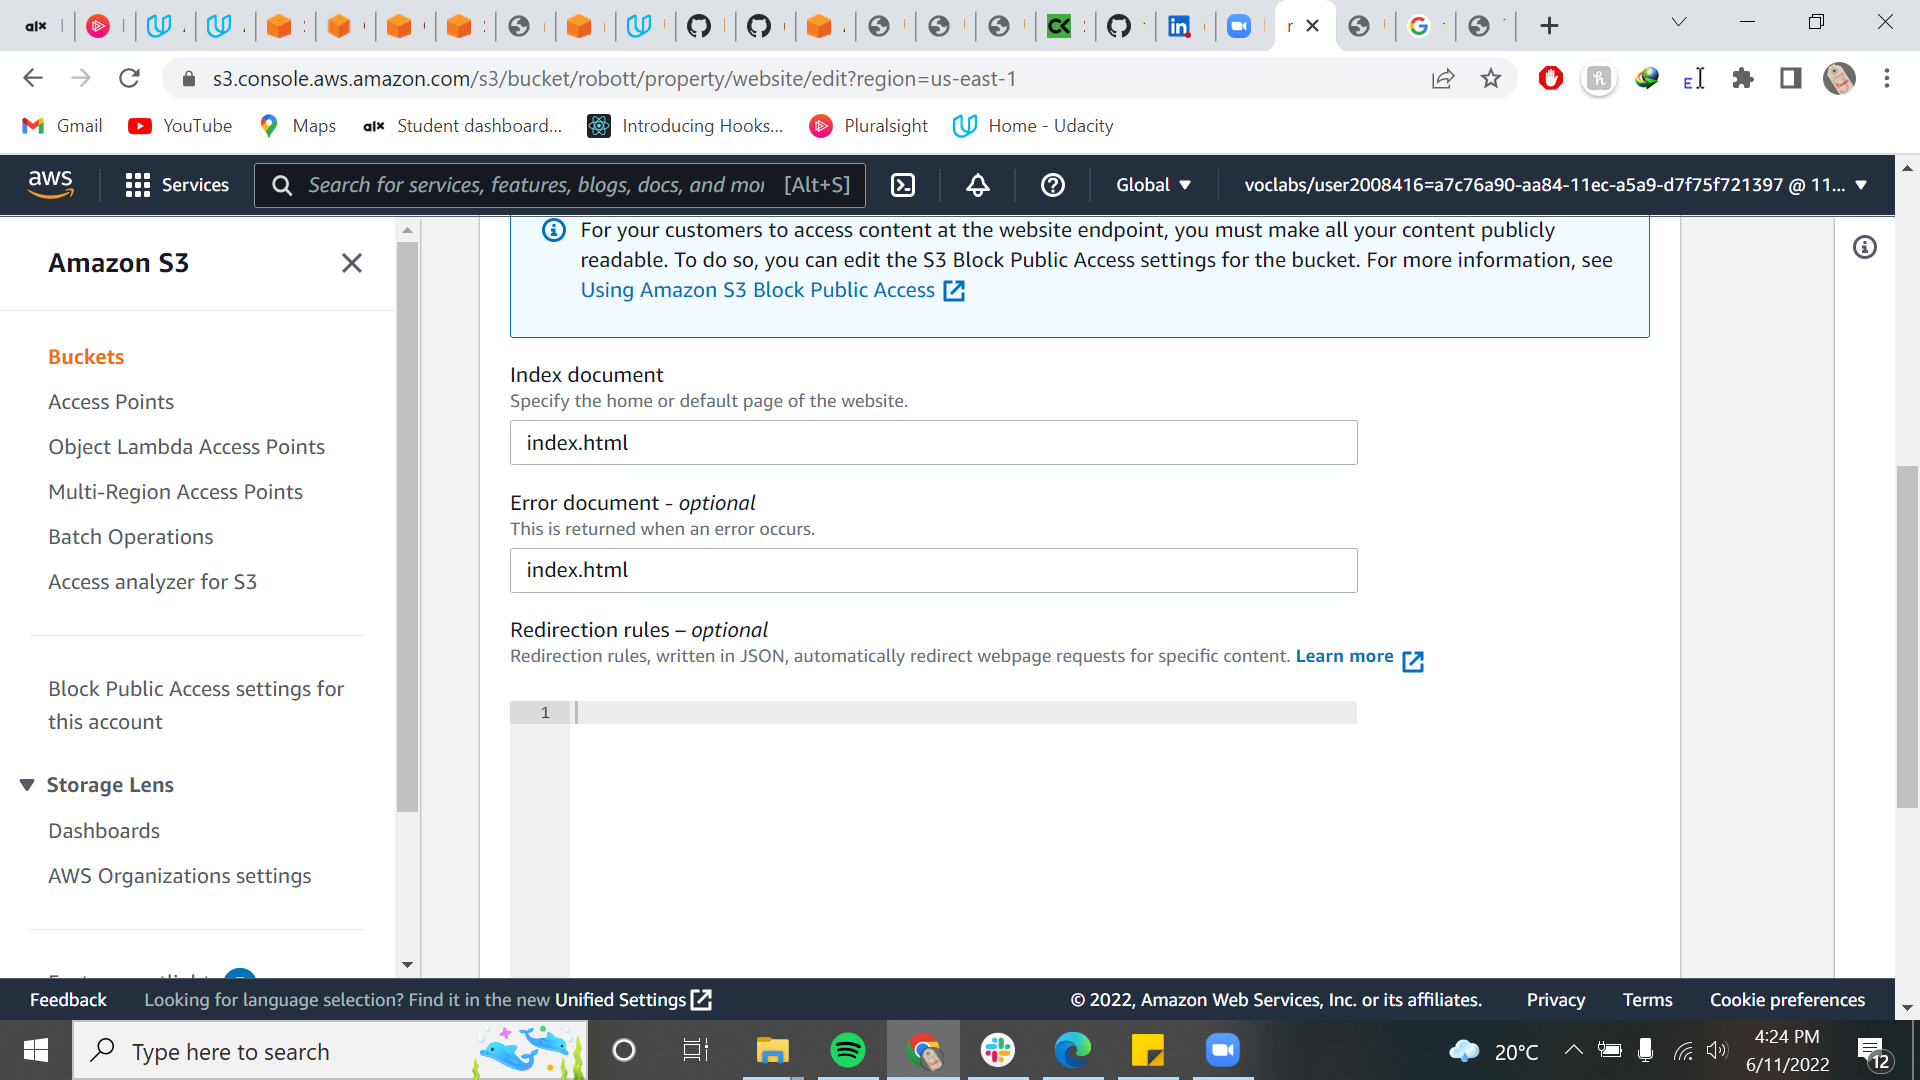 s3.console.aws.amazon.com/s3/bucket/robott/property/website/edit?region=us-east-1
Gmail YouTube Maps alx Student dashboard... Introducing Hooks... Pluralsight Home - Udacity
aws Services Search for services, features, blogs, docs, and mor [Alt+S] Global voclabs/user2008416=a7c76a90-aa84-11ec-a5a9-d7f75f721397 @ 11...
Amazon S3
Buckets
Access Points
Object Lambda Access Points
Multi-Region Access Points
Batch Operations
Access analyzer for S3
Block Public Access settings for
this account
Storage Lens
Dashboards
AWS Organizations settings
For your customers to access content at the website endpoint, you must make all your content publicly
readable. To do so, you can edit the S3 Block Public Access settings for the bucket. For more information, see
Using Amazon S3 Block Public Access
Index document
Specify the home or default page of the website.
index.html
Error document - optional
This is returned when an error occurs.
index.html
Redirection rules – optional
Redirection rules, written in JSON, automatically redirect webpage requests for specific content. Learn more
1
Feedback Looking for language selection? Find it in the new Unified Settings © 2022, Amazon Web Services, Inc. or its affiliates. Privacy Terms Cookie preferences
Type here to search 20°C 4:24 PM
6/11/2022 12